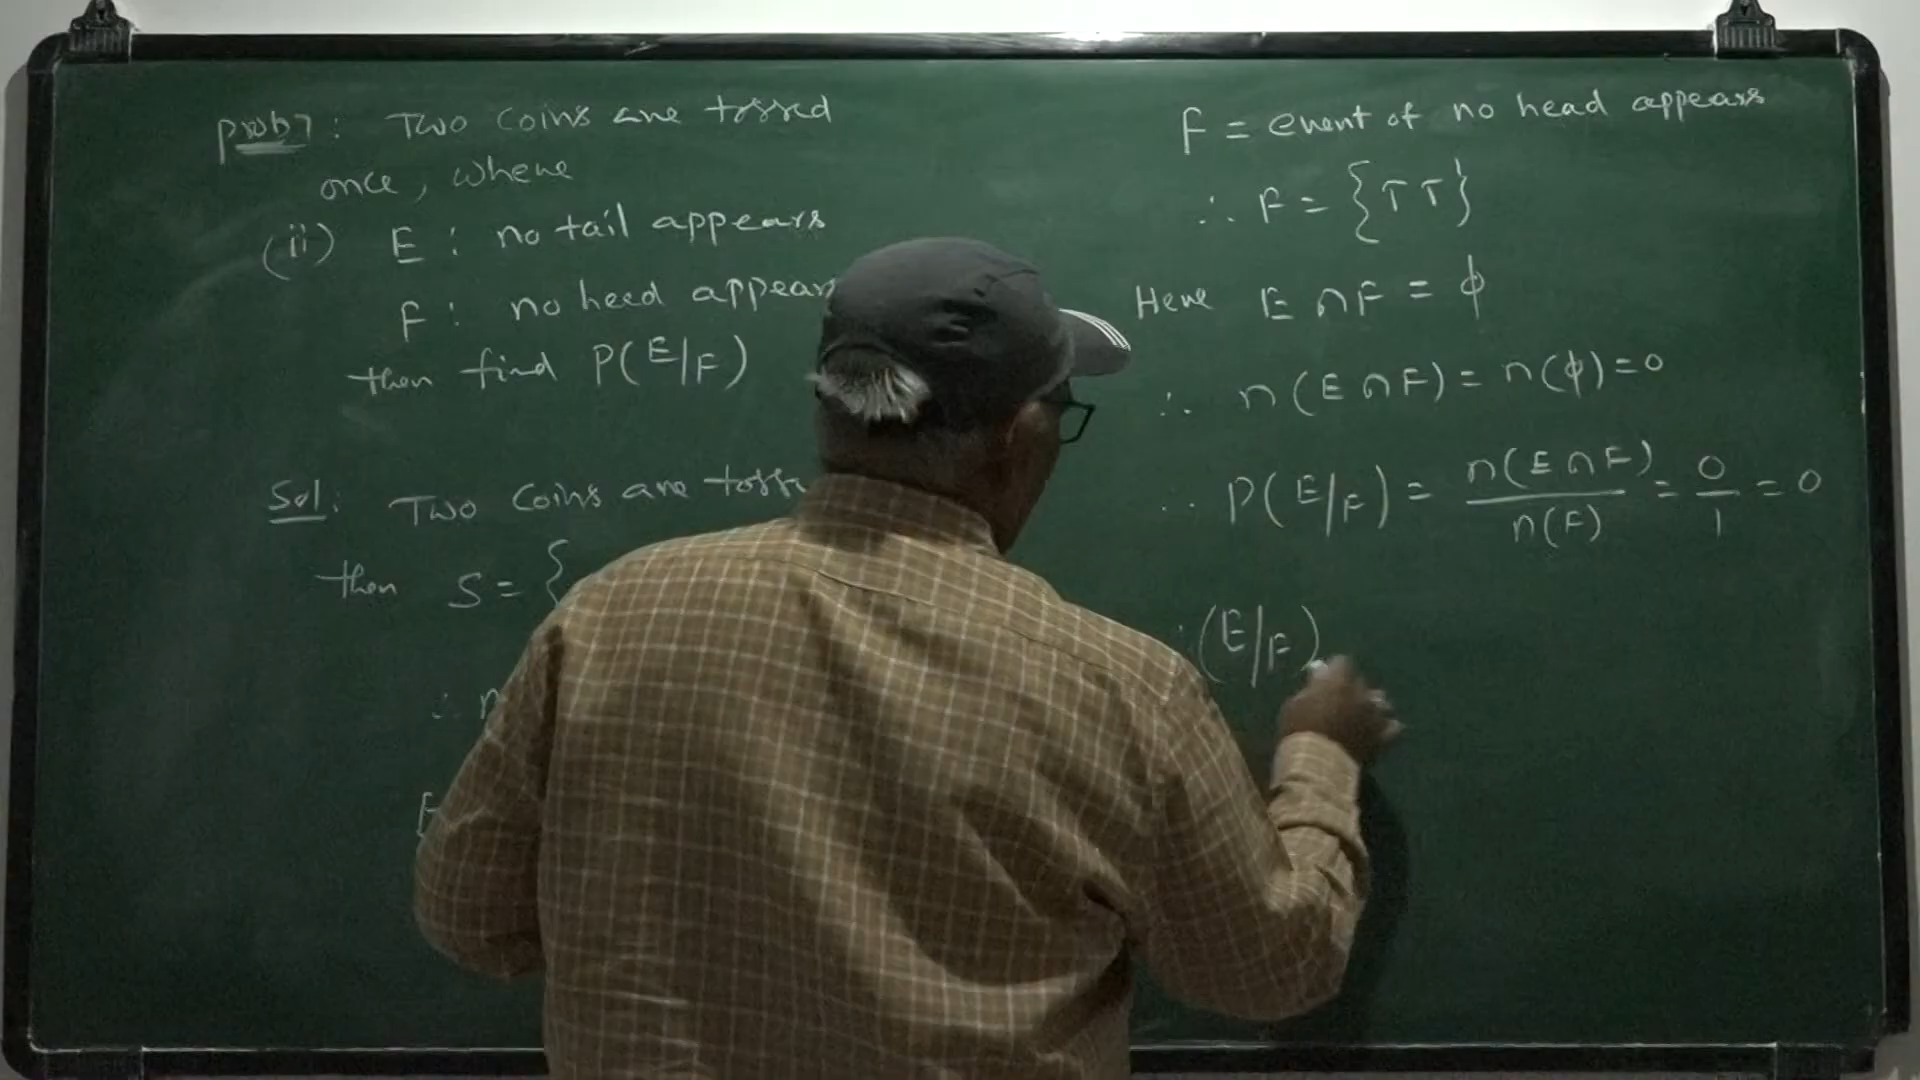 prob 7 : Two coins are tossed
once, where
(ii) E : no tail appears
F : no head appears
then find P(E/F)
Sol: Two coins are toss
then S = {
∴ n
E
F = event of no head appears
∴ F = {TT}
Here E ∩ F = ϕ
∴ n(E ∩ F) = n(ϕ) = 0
∴ P(E/F) = n(E ∩ F)/n(F) = 0/1 = 0
(E/F)